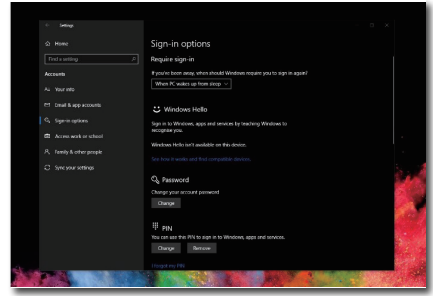 Settings
Home
Find a setting
Accounts
Your info
Email & app accounts
Sign-in options
Access work or school
Family & other people
Sync your settings
Sign-in options
Require sign-in
If you've been away, when should Windows require you to sign in again?
When PC wakes up from sleep
Windows Hello
Sign in to Windows, apps and services by teaching Windows to
recognise you.
Windows Hello isn't available on this device.
See how it works and find compatible devices.
Password
Change your account password
Change
PIN
You can use this PIN to sign in to Windows, apps and services.
Change Remove
I forgot my PIN